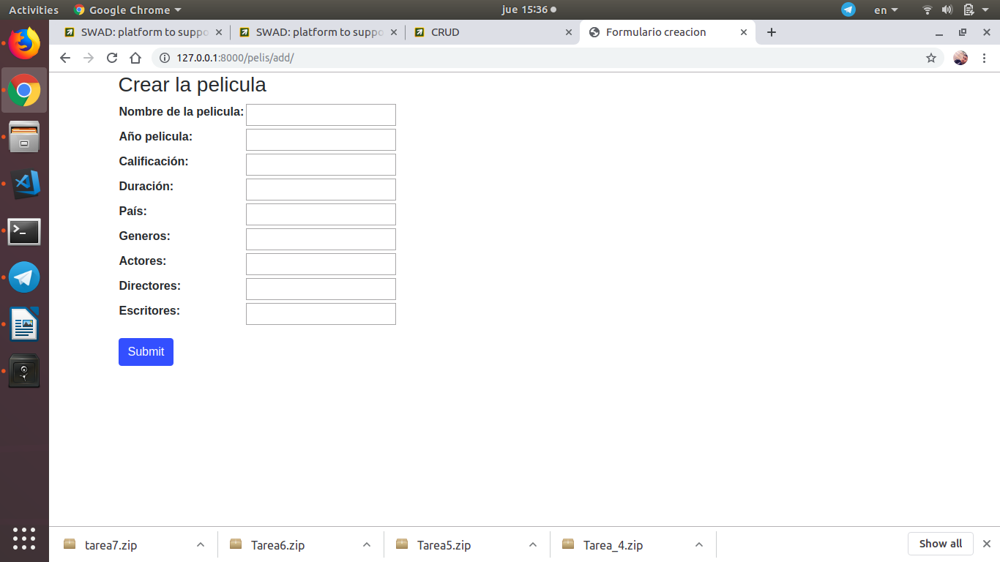 Activities Google Chrome jue 15:36 en
SWAD: platform to suppo SWAD: platform to suppo CRUD Formulario creacion
127.0.0.1:8000/pelis/add/
Crear la pelicula
Nombre de la pelicula:
Año pelicula:
Calificación:
Duración:
País:
Generos:
Actores:
Directores:
Escritores:
Submit
tarea7.zip Tarea6.zip Tarea5.zip Tarea_4.zip Show all